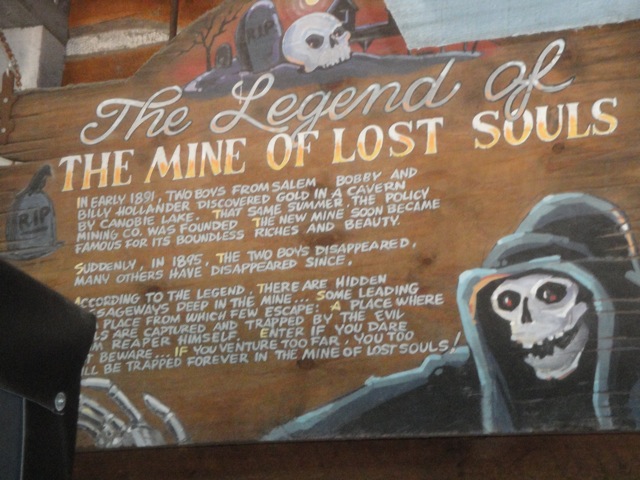 RIP
The Legend of
THE MINE OF LOST SOULS
RIP
IN EARLY 1891, TWO BOYS FROM SALEM BOBBY AND
BILLY HOLLANDER DISCOVERED GOLD IN A CAVERN
BY CANOBIE LAKE. THAT SAME SUMMER, THE POLICY
MINING CO. WAS FOUNDED THE NEW MINE SOON BECAME
FAMOUS FOR ITS BOUNDLESS RICHES AND BEAUTY.
SUDDENLY, IN 1895, THE TWO BOYS DISAPPEARED,
MANY OTHERS HAVE DISAPPEARED SINCE.
ACCORDING TO THE LEGEND, THERE ARE HIDDEN
SSAGEWAYS DEEP IN THE MINE... SOME LEADING
PLACE FROM WHICH FEW ESCAPE: A PLACE WHERE
LS ARE CAPTURED AND TRAPPED BY THE EVIL
M REAPER HIMSELF. ENTER IF YOU DARE
T BEWARE... IF YOU VENTURE TOO FAR, YOU TOO
LL BE TRAPPED FOREVER IN THE MINE OF LOST SOULS!